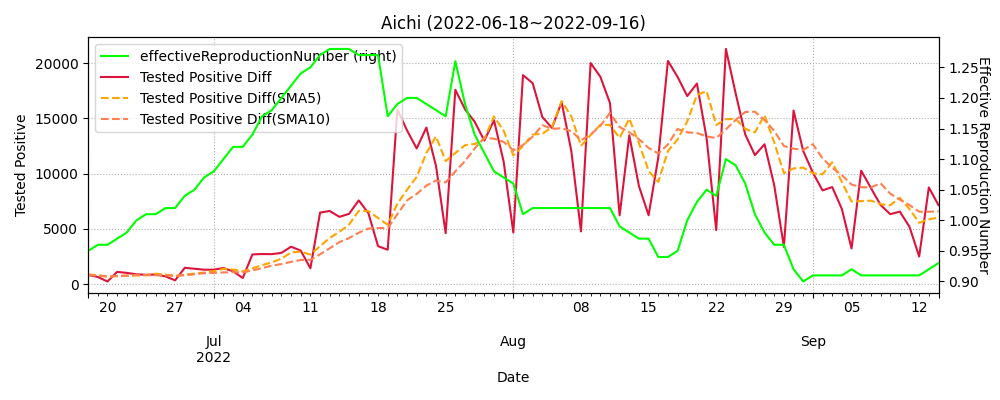 Aichi (2022-06-18~2022-09-16)
effectiveReproductionNumber (right)
Tested Positive Diff
Tested Positive Diff(SMA5)
Tested Positive Diff(SMA10)
Tested Positive
20000
15000
10000
5000
0
Effective Reproduction Number
1.25
1.20
1.15
1.10
1.05
1.00
0.95
0.90
20 27 04 11 18 25 08 15 22 29 05 12
Jul Aug Sep
2022
Date